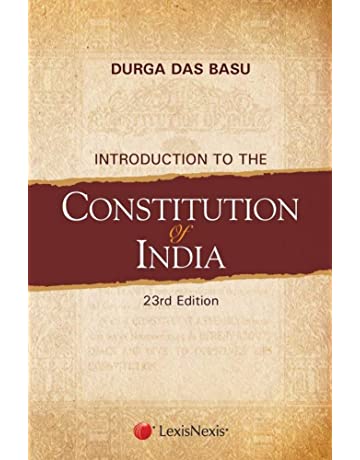 DURGA DAS BASU
INTRODUCTION TO THE
CONSTITUTION
of
INDIA
23rd Edition
LexisNexis®